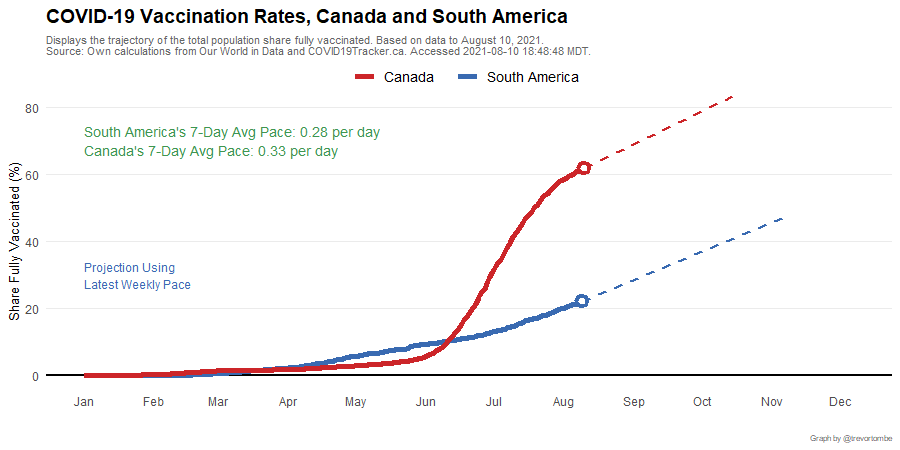 COVID-19 Vaccination Rates, Canada and South America
Displays the trajectory of the total population share fully vaccinated. Based on data to August 10, 2021.
Source: Own calculations from Our World in Data and COVID19Tracker.ca. Accessed 2021-08-10 18:48:48 MDT.
Canada South America
80
South America's 7-Day Avg Pace: 0.28 per day
Canada's 7-Day Avg Pace: 0.33 per day
60
Share Fully Vaccinated (%)
40
Projection Using
Latest Weekly Pace
20
0
Jan Feb Mar Apr May Jun Jul Aug Sep Oct Nov Dec
Graph by @trevortombe